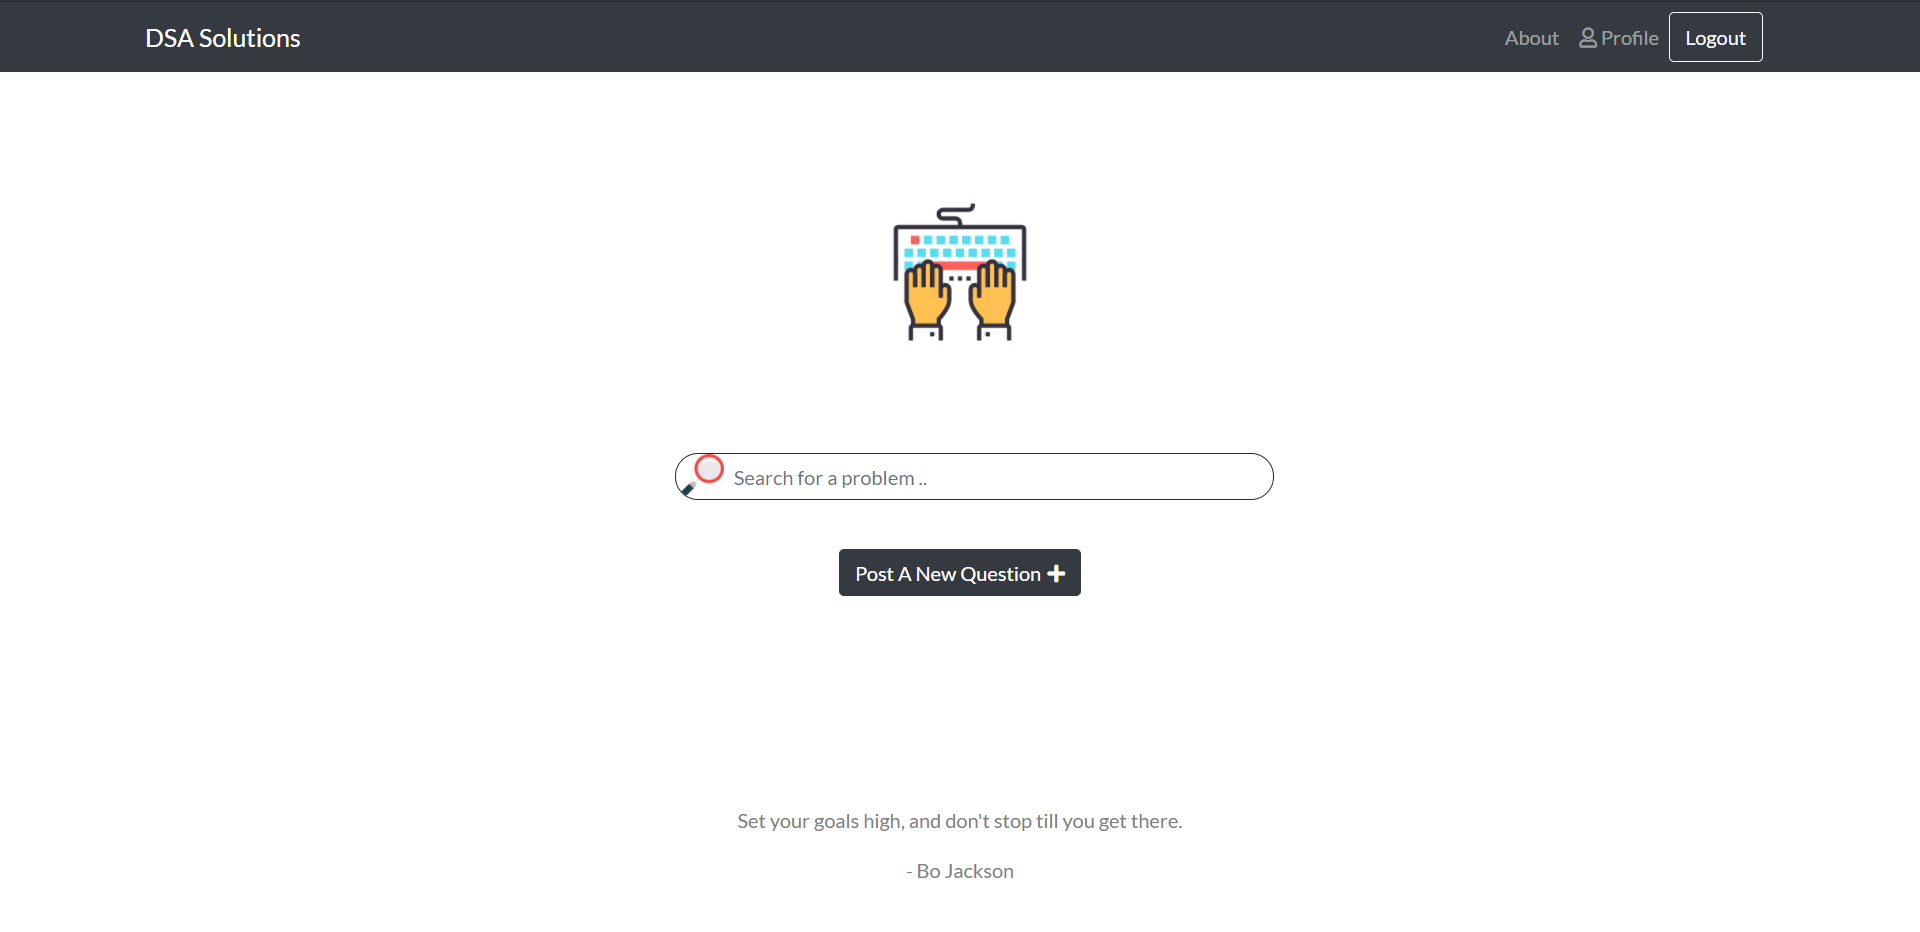 DSA Solutions
About Profile Logout
Search for a problem ..
Post A New Question
Set your goals high, and don't stop till you get there.
- Bo Jackson